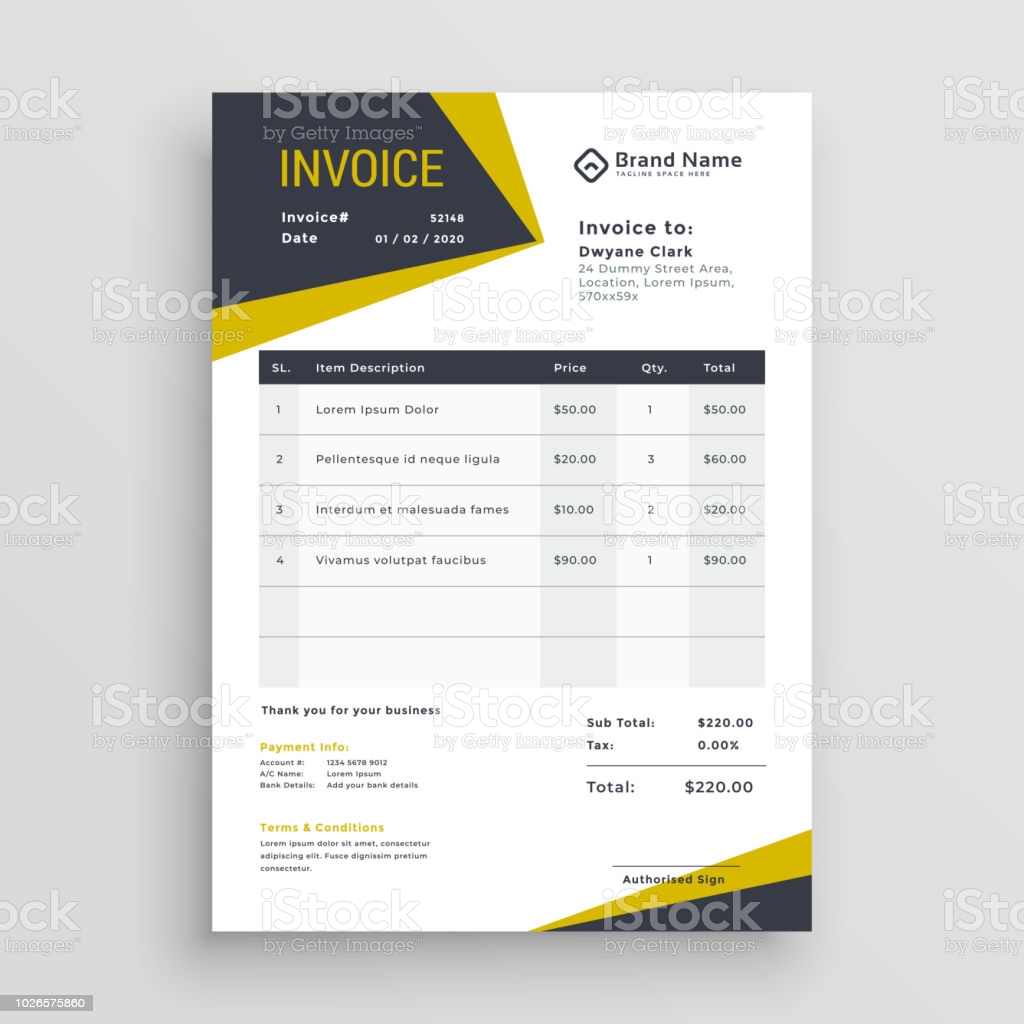 INVOICE
Invoice# 52148
Date 01 / 02 / 2020
Brand Name
TAGLINE SPACE HERE
Invoice to:
Dwyane Clark
24 Dummy Street Area,
Location, Lorem Ipsum,
570xx59x
SL. Item Description Price Qty. Total
1 Lorem Ipsum Dolor $50.00 1 $50.00
2 Pellentesque id neque ligula $20.00 3 $60.00
3 Interdum et malesuada fames $10.00 2 $20.00
4 Vivamus volutpat faucibus $90.00 1 $90.00
Thank you for your business
Payment Info:
Account #: 1234 5678 9012
A/C Name: Lorem Ipsum
Bank Details: Add your bank details
Sub Total: $220.00
Tax: 0.00%
Total: $220.00
Terms & Conditions
Lorem ipsum dolor sit amet, consectetur
adipiscing elit. Fusce dignissim pretium
consectetur.
Authorised Sign
iStock
by Getty Images™
1026575860